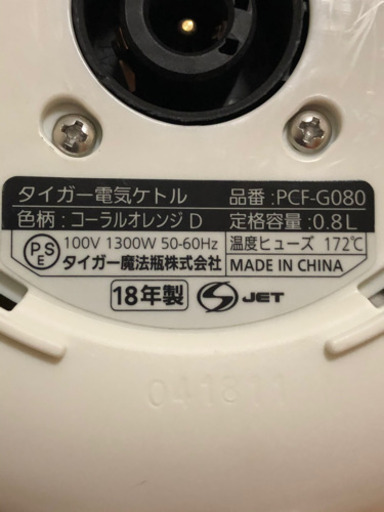 タイガー電気ケトル 品番:PCF-G080
色柄:コーラルオレンジD 定格容量:0.8L
PSE 100V 1300W 50-60Hz 温度ヒューズ 172℃
タイガー魔法瓶株式会社 MADE IN CHINA
18年製 S JET